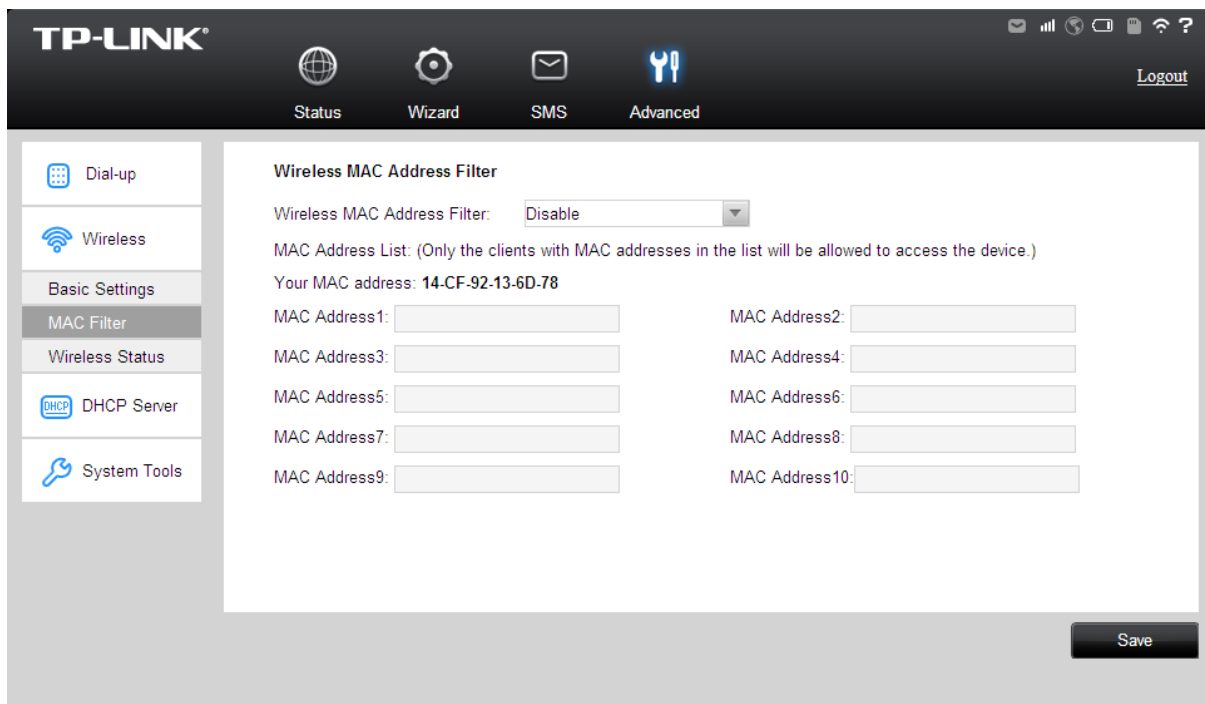 TP-LINK®
Logout
Status Wizard SMS Advanced
Dial-up
Wireless
Basic Settings
MAC Filter
Wireless Status
DHCP DHCP Server
System Tools
Wireless MAC Address Filter
Wireless MAC Address Filter: Disable
MAC Address List: (Only the clients with MAC addresses in the list will be allowed to access the device.)
Your MAC address: 14-CF-92-13-6D-78
MAC Address1: MAC Address2:
MAC Address3: MAC Address4:
MAC Address5: MAC Address6:
MAC Address7: MAC Address8:
MAC Address9: MAC Address10:
Save